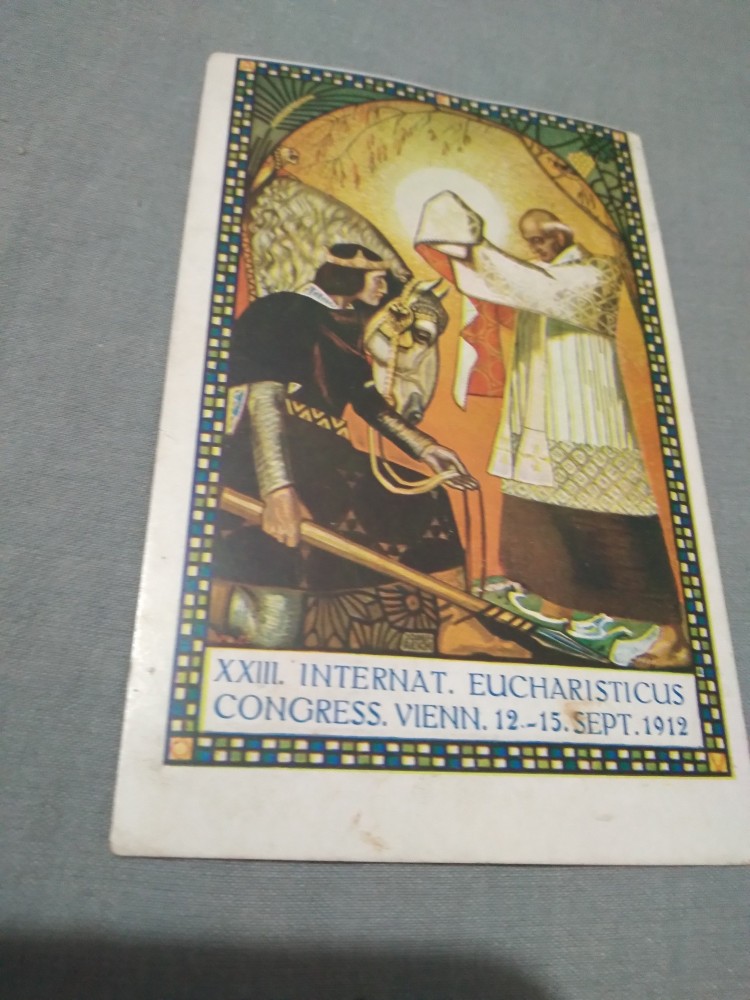 XXIII. INTERNAT. EUCHARISTICUS
CONGRESS. VIENN. 12.-15. SEPT. 1912